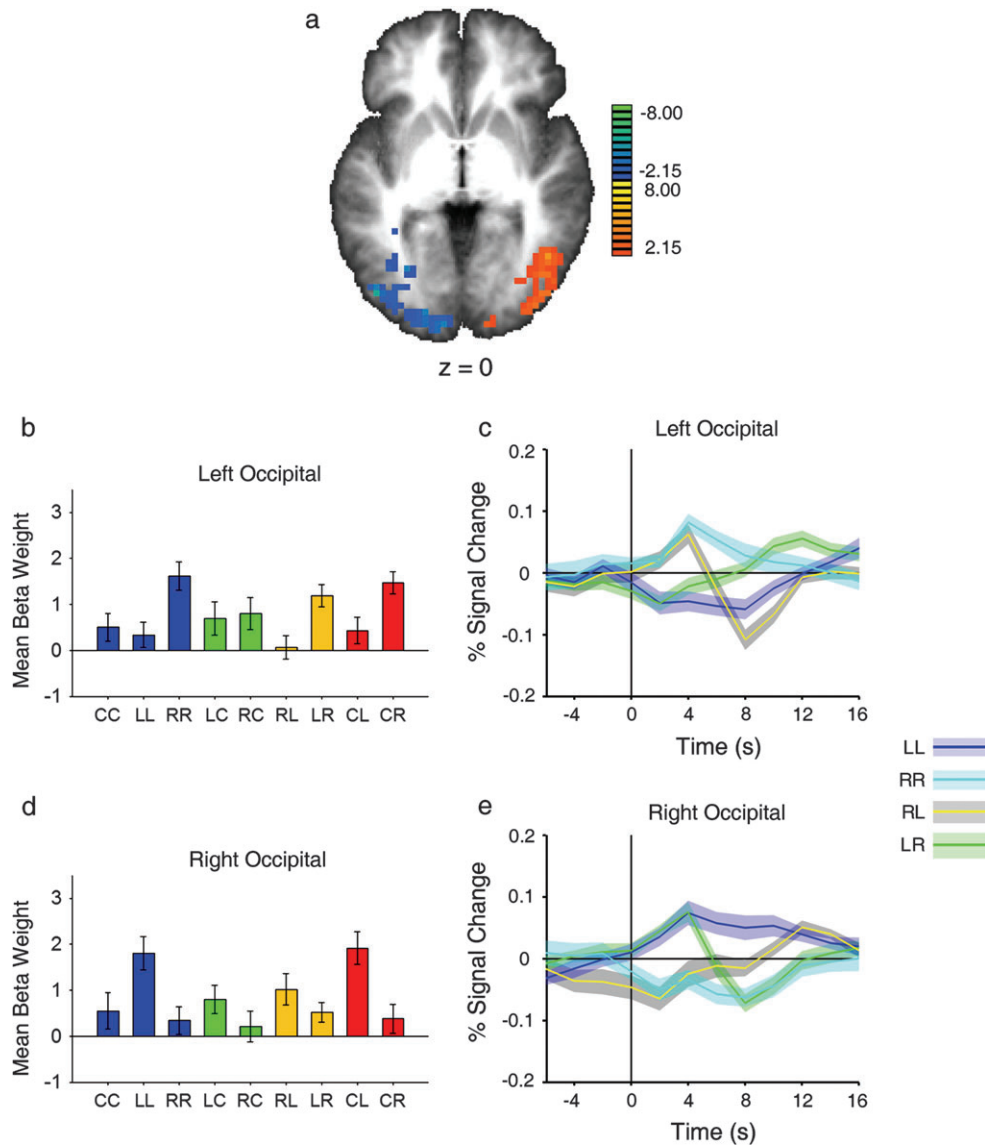 a
-8.00
-2.15
8.00
2.15
z = 0
b
Left Occipital
Mean Beta Weight
3
2
1
0
-1
CC LL RR LC RC RL LR CL CR
c
Left Occipital
% Signal Change
0.2
0.1
0
-0.1
-0.2
-4 0 4 8 12 16
Time (s)
LL
RR
RL
LR
d
Right Occipital
Mean Beta Weight
3
2
1
0
-1
CC LL RR LC RC RL LR CL CR
e
Right Occipital
% Signal Change
0.2
0.1
0
-0.1
-0.2
-4 0 4 8 12 16
Time (s)